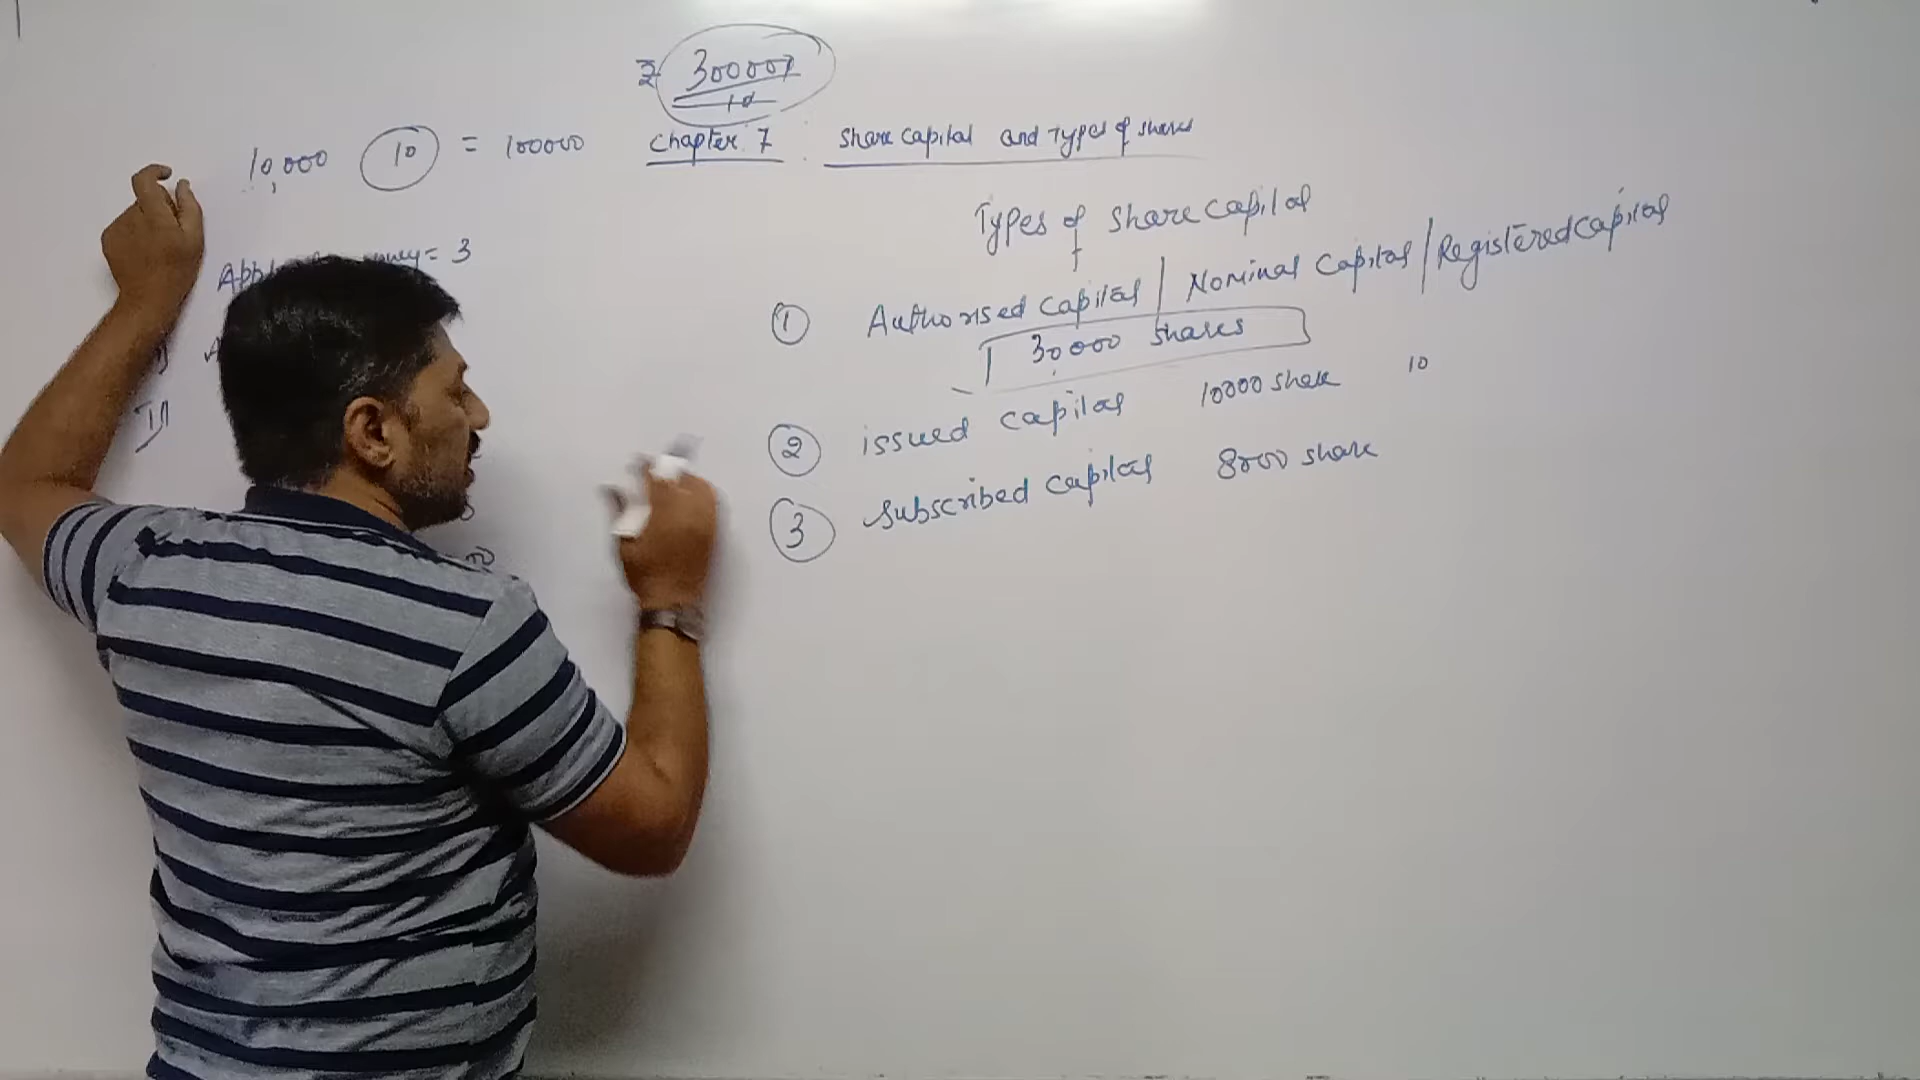 ₹ 300000/
10
10,000 10 = 100000
Chapter 7 Share capital and Types of shares
Types of share capital
= 3
① Authorised capital / Nominal capital / Registered capital
30,000 shares
② issued capital 10000 share 10
③ Subscribed capital 8000 share